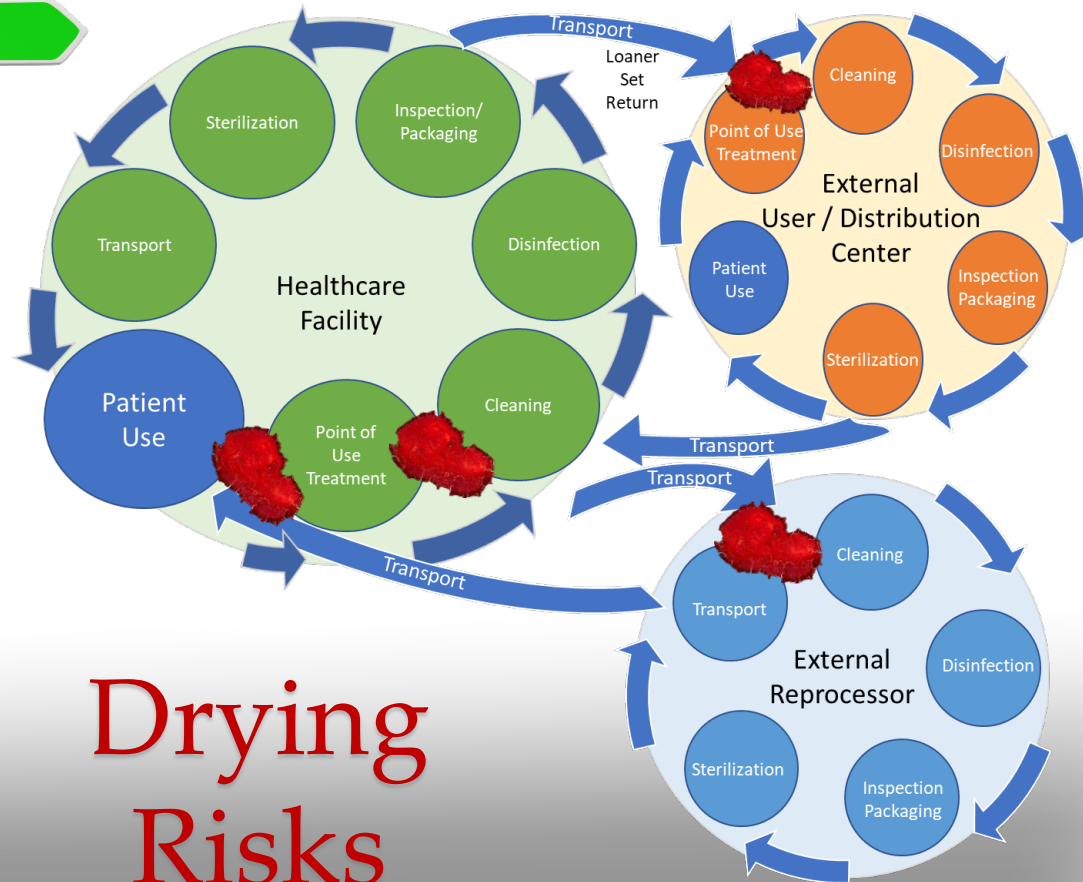 Transport
Loaner
Set
Return
Sterilization
Inspection/
Packaging
Transport
Disinfection
Healthcare
Facility
Patient
Use
Point of
Use
Treatment
Cleaning
Cleaning
Point of Use
Treatment
Disinfection
External
User / Distribution
Center
Patient
Use
Inspection
Packaging
Sterilization
Transport
Transport
Transport
Cleaning
Transport
Disinfection
External
Reprocessor
Sterilization
Inspection
Packaging
Drying
Risks